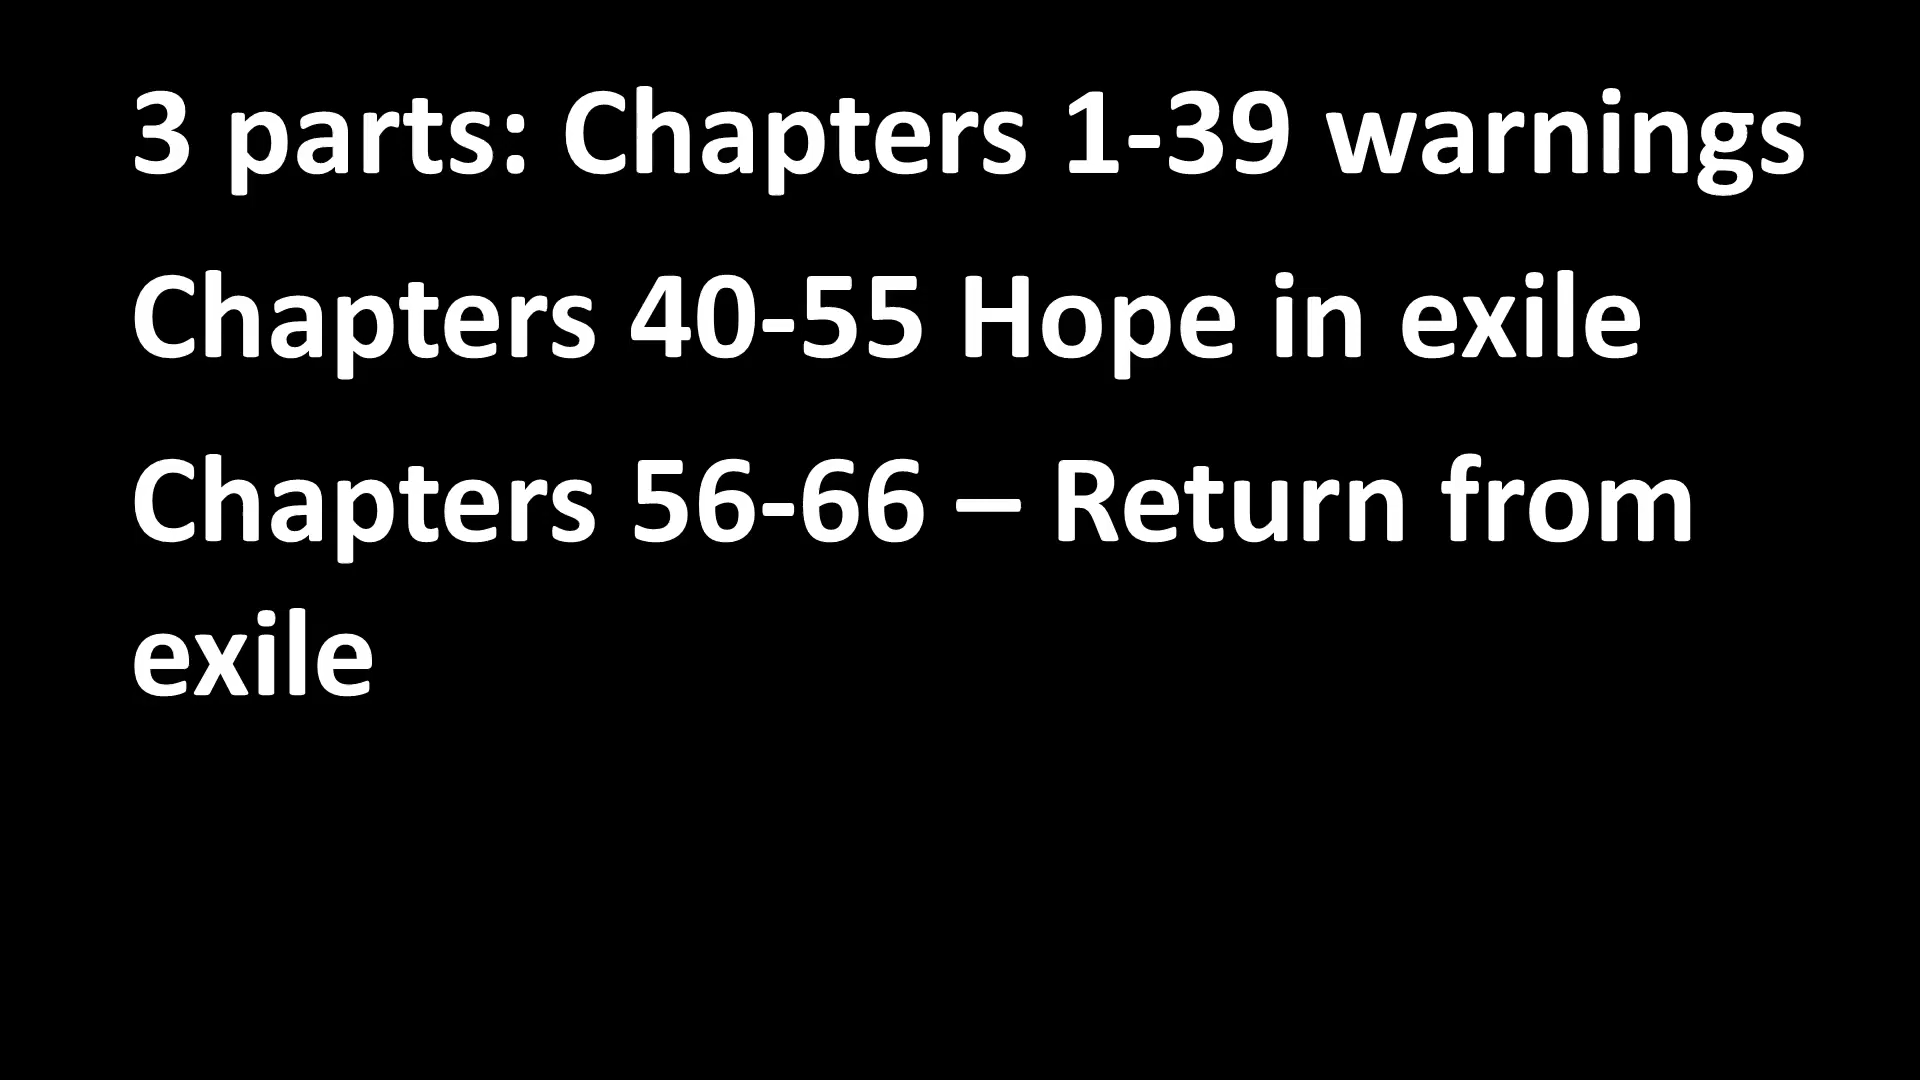 3 parts: Chapters 1-39 warnings
Chapters 40-55 Hope in exile
Chapters 56-66 – Return from
exile